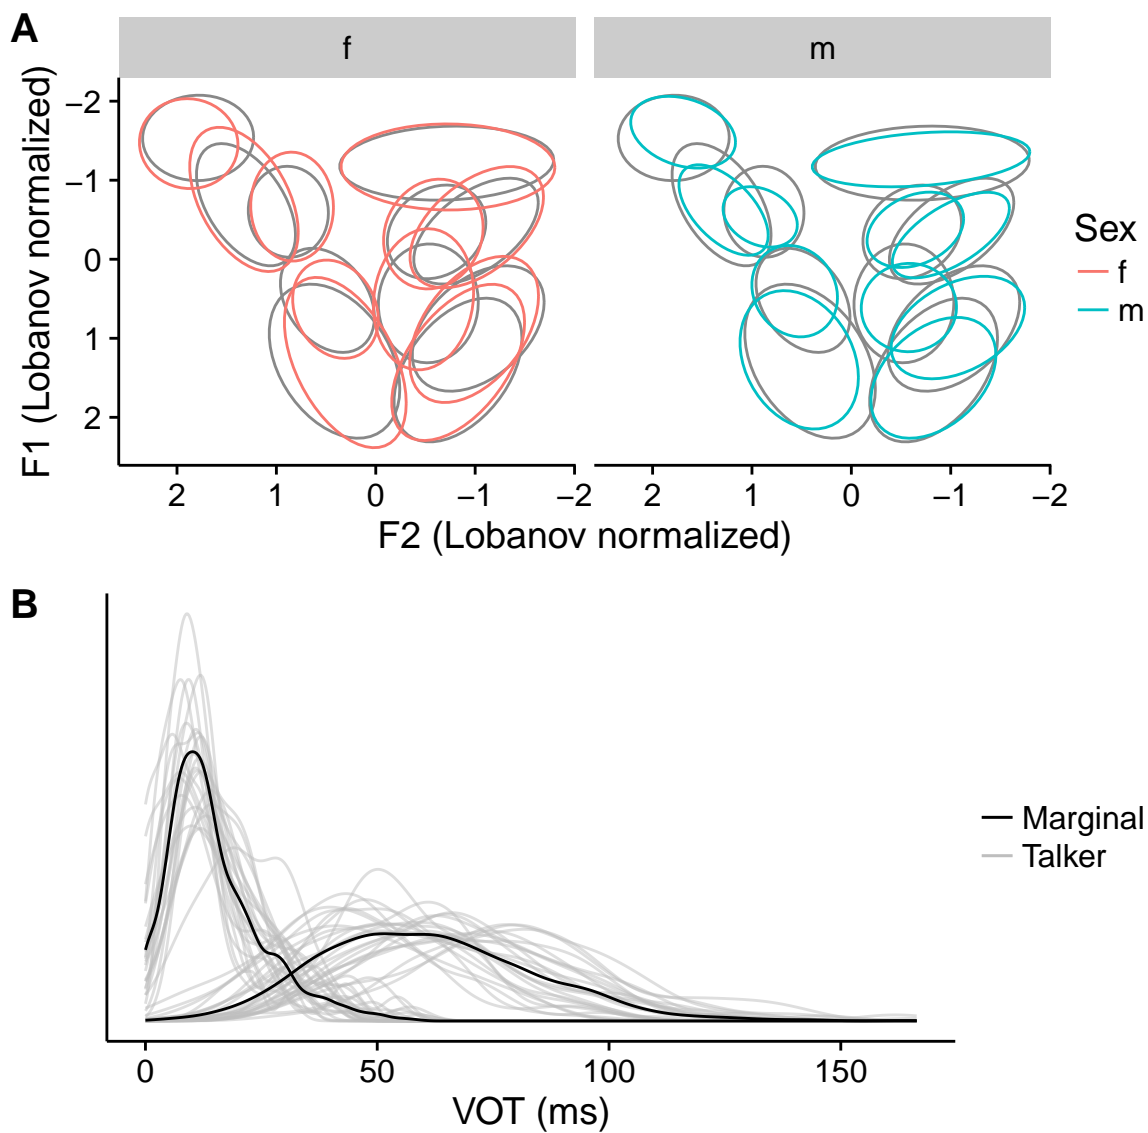 A
f
m
F1 (Lobanov normalized)
−2
−1
0
1
2
2
1
0
−1
−2
2
1
0
−1
−2
F2 (Lobanov normalized)
Sex
f
m
B
Marginal
Talker
0
50
100
150
VOT (ms)